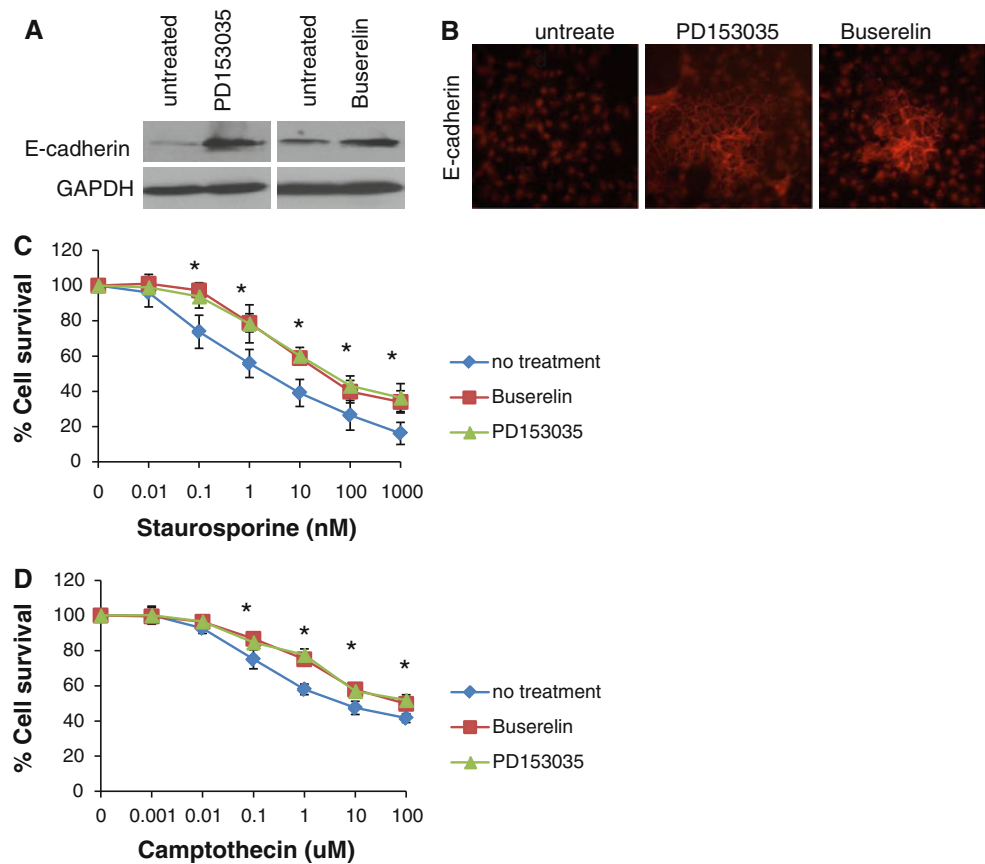 A
untreated
PD153035
untreated
Buserelin
E-cadherin
GAPDH
B
untreate
d
PD153035
Buserelin
E-cadherin
C
% Cell survival
120
100
80
60
40
20
0
* * * * *
0 0.01 0.1 1 10 100 1000
Staurosporine (nM)
no treatment
Buserelin
PD153035
D
% Cell survival
120
100
80
60
40
20
0
* * * *
0 0.001 0.01 0.1 1 10 100
Camptothecin (uM)
no treatment
Buserelin
PD153035